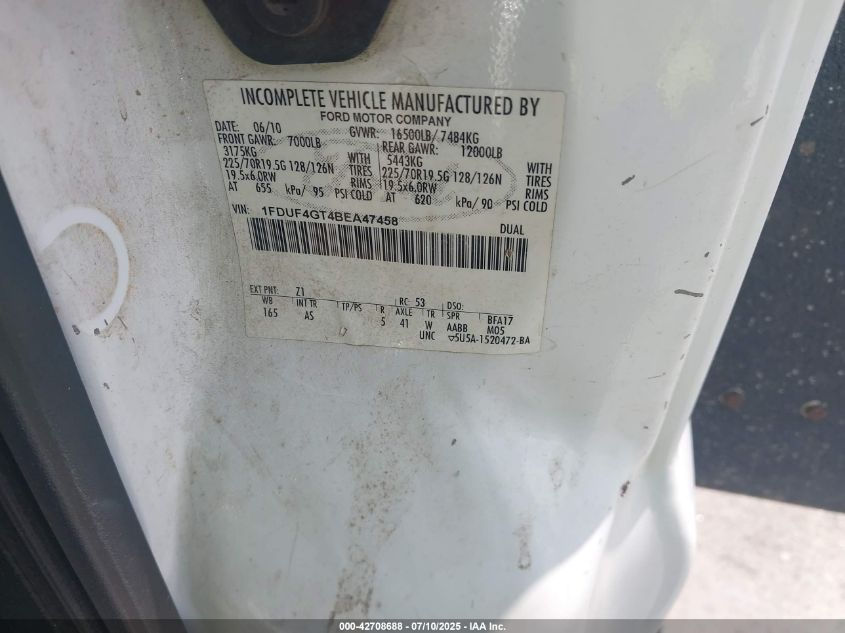 INCOMPLETE VEHICLE MANUFACTURED BY
FORD MOTOR COMPANY
DATE: 06/10 GVWR: 16500LB/7484KG
FRONT GAWR: 7000LB REAR GAWR: 12000LB
3175KG WITH 5443KG WITH
225/70R19.5G 128/126N TIRES 225/70R19.5G 128/126N TIRES
19.5x6.0RW RIMS 19.5x6.0RW RIMS
AT 655 kPa/ 95 PSI COLD AT 620 kPa/ 90 PSI COLD
VIN: 1FDUF4GT4BEA47458 DUAL
EXT PNT: Z1 RC: 53 DSO:
WB INT TR TP/PS R AXLE TR SPR BFA17
165 AS 5 41 W AABB M05
UNC ▽5U5A-1520472-BA
000-42708688 - 07/10/2025 - IAA Inc.